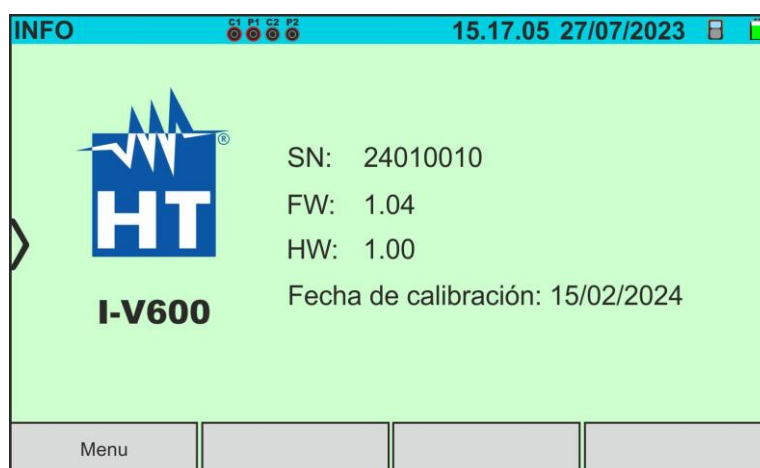 INFO C1 P1 C2 P2 15.17.05 27/07/2023
®
HT
I-V600
SN: 24010010
FW: 1.04
HW: 1.00
Fecha de calibración: 15/02/2024
Menu